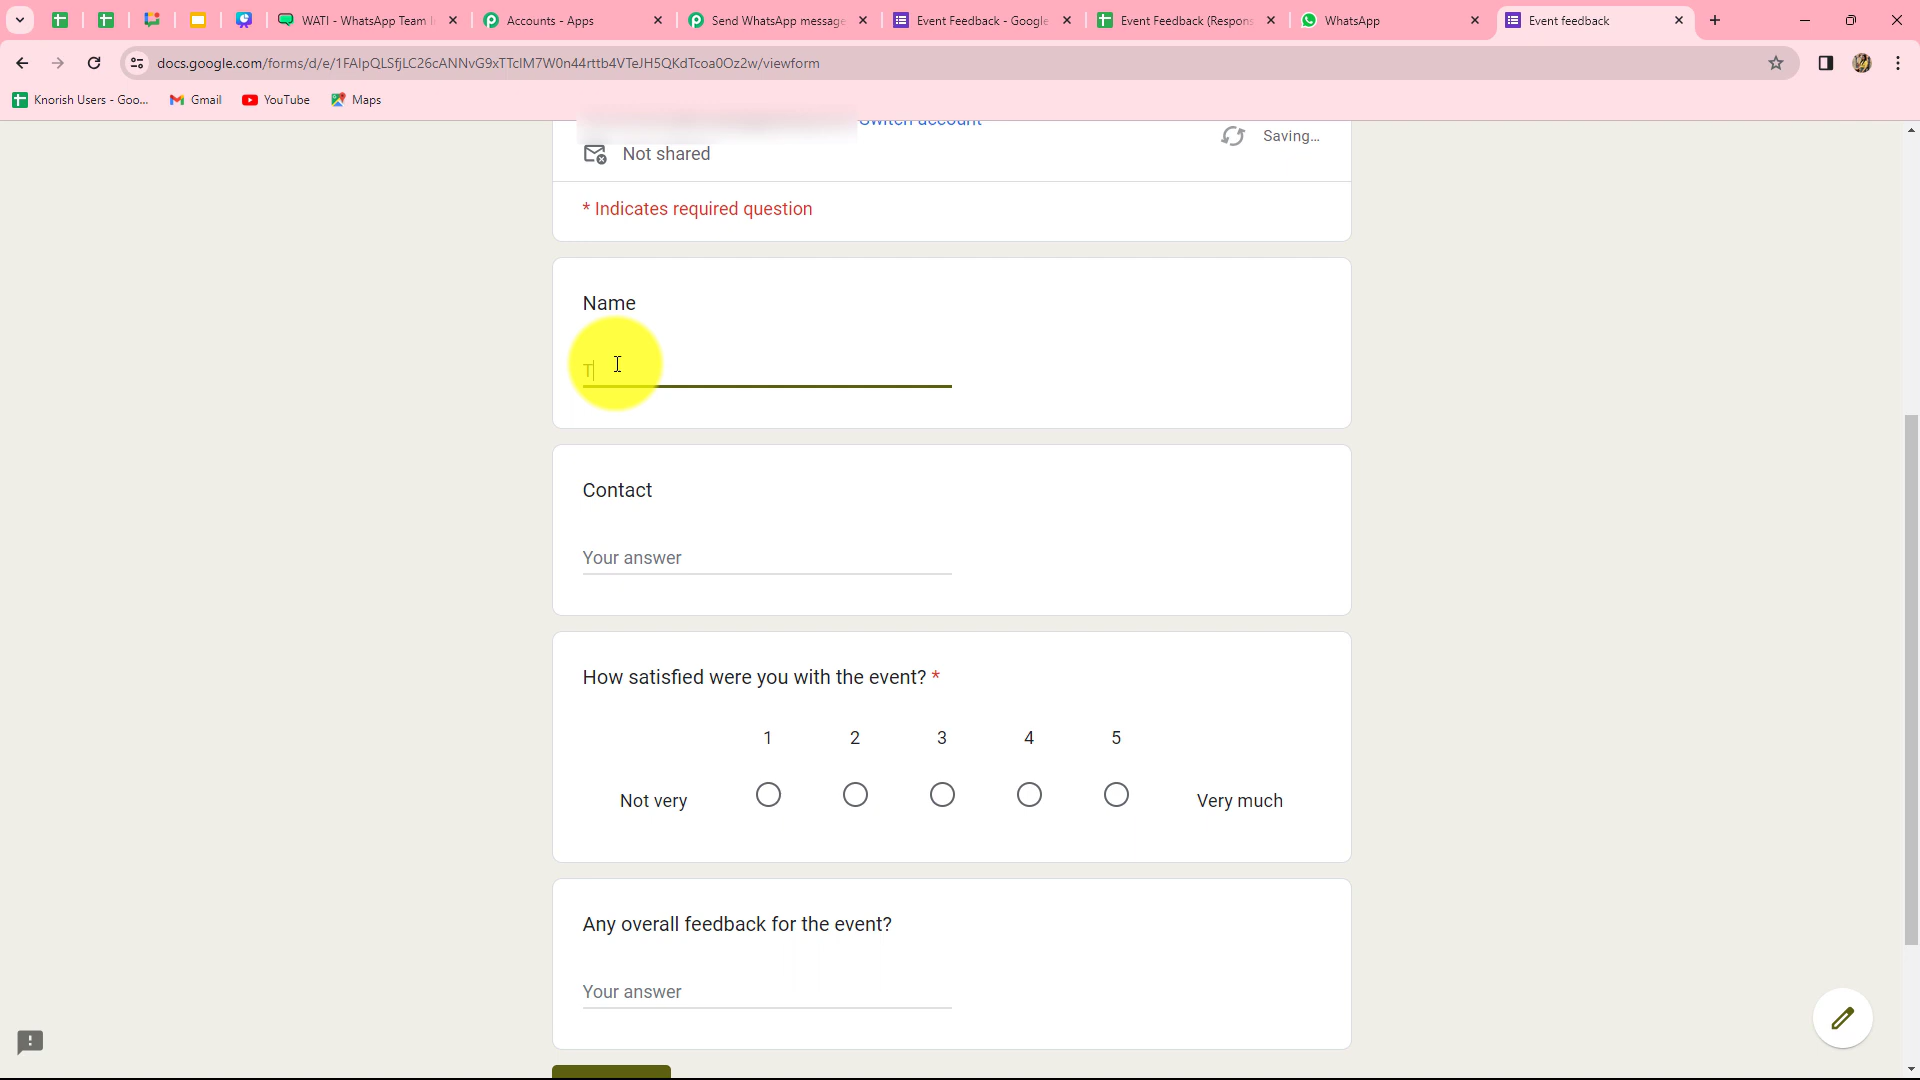 WATI - WhatsApp Team I
Accounts - Apps
Send WhatsApp message
Event Feedback - Google
Event Feedback (Respons
WhatsApp
Event feedback
docs.google.com/forms/d/e/1FAIpQLSfjLC26cANNvG9xTTcIM7W0n44rttb4VTeJH5QKdTcoa0Oz2w/viewform
Knorish Users - Goo...
Gmail
YouTube
Maps
Switch account
Not shared
Saving...
* Indicates required question
Name
T
Contact
Your answer
How satisfied were you with the event? *
1 2 3 4 5
Not very
Very much
Any overall feedback for the event?
Your answer